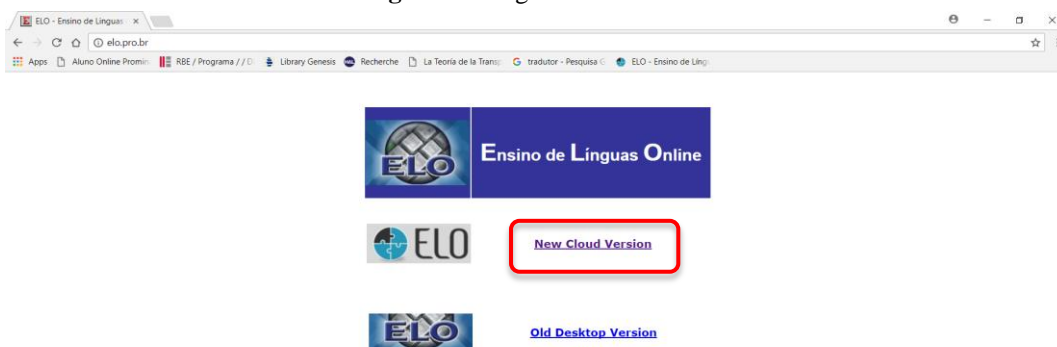 ELO - Ensino de Línguas
elo.pro.br
Apps Aluno Online Promin RBE / Programa / / D Library Genesis Recherche La Teoría de la Transp tradutor - Pesquisa G ELO - Ensino de Líng
ELO Ensino de Línguas Online
ELO New Cloud Version
ELO Old Desktop Version